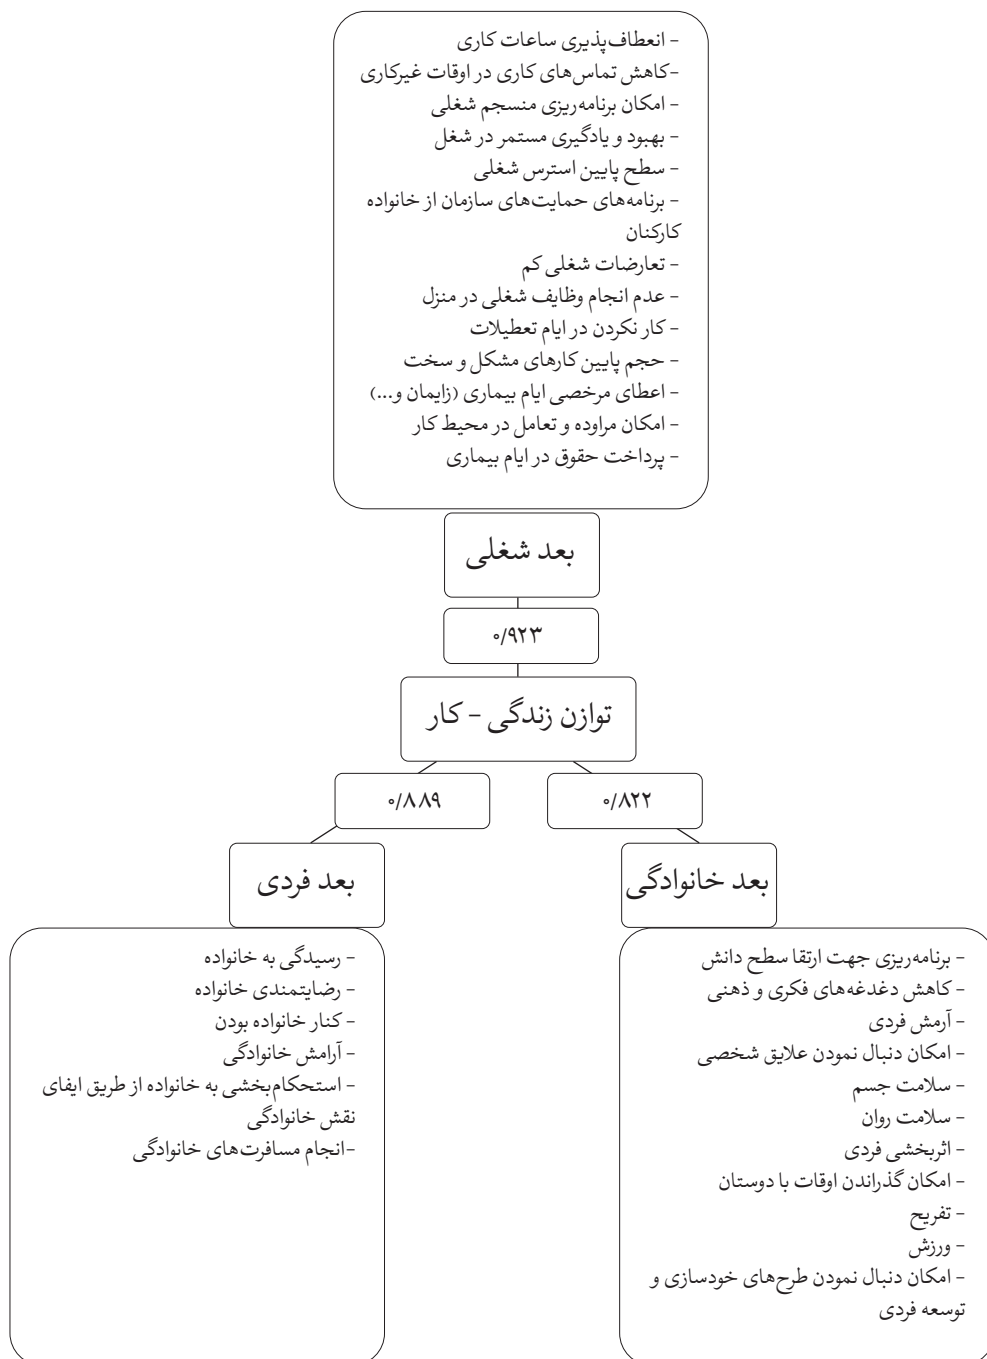 - انعطاف‌پذیری ساعات کاری
-کاهش تماس‌های کاری در اوقات غیرکاری
- امکان برنامه‌ریزی منسجم شغلی
- بهبود و یادگیری مستمر در شغل
- سطح پایین استرس شغلی
- برنامه‌های حمایت‌های سازمان از خانواده
کارکنان
- تعارضات شغلی کم
- عدم انجام وظایف شغلی در منزل
- کار نکردن در ایام تعطیلات
- حجم پایین کارهای مشکل و سخت
- اعطای مرخصی ایام بیماری (زایمان و...)
- امکان مراوده و تعامل در محیط کار
- پرداخت حقوق در ایام بیماری
بعد شغلی
۰/۹۲۳
توازن زندگی - کار
۰/۸۲۲
۰/۸۸۹
بعد خانوادگی
بعد فردی
- برنامه‌ریزی جهت ارتقا سطح دانش
- کاهش دغدغه‌های فکری و ذهنی
- آرمش فردی
- امکان دنبال نمودن علایق شخصی
- سلامت جسم
- سلامت روان
- اثربخشی فردی
- امکان گذراندن اوقات با دوستان
- تفریح
- ورزش
- امکان دنبال نمودن طرح‌های خودسازی و
توسعه فردی
- رسیدگی به خانواده
- رضایتمندی خانواده
- کنار خانواده بودن
- آرامش خانوادگی
- استحکام‌بخشی به خانواده از طریق ایفای
نقش خانوادگی
-انجام مسافرت‌های خانوادگی